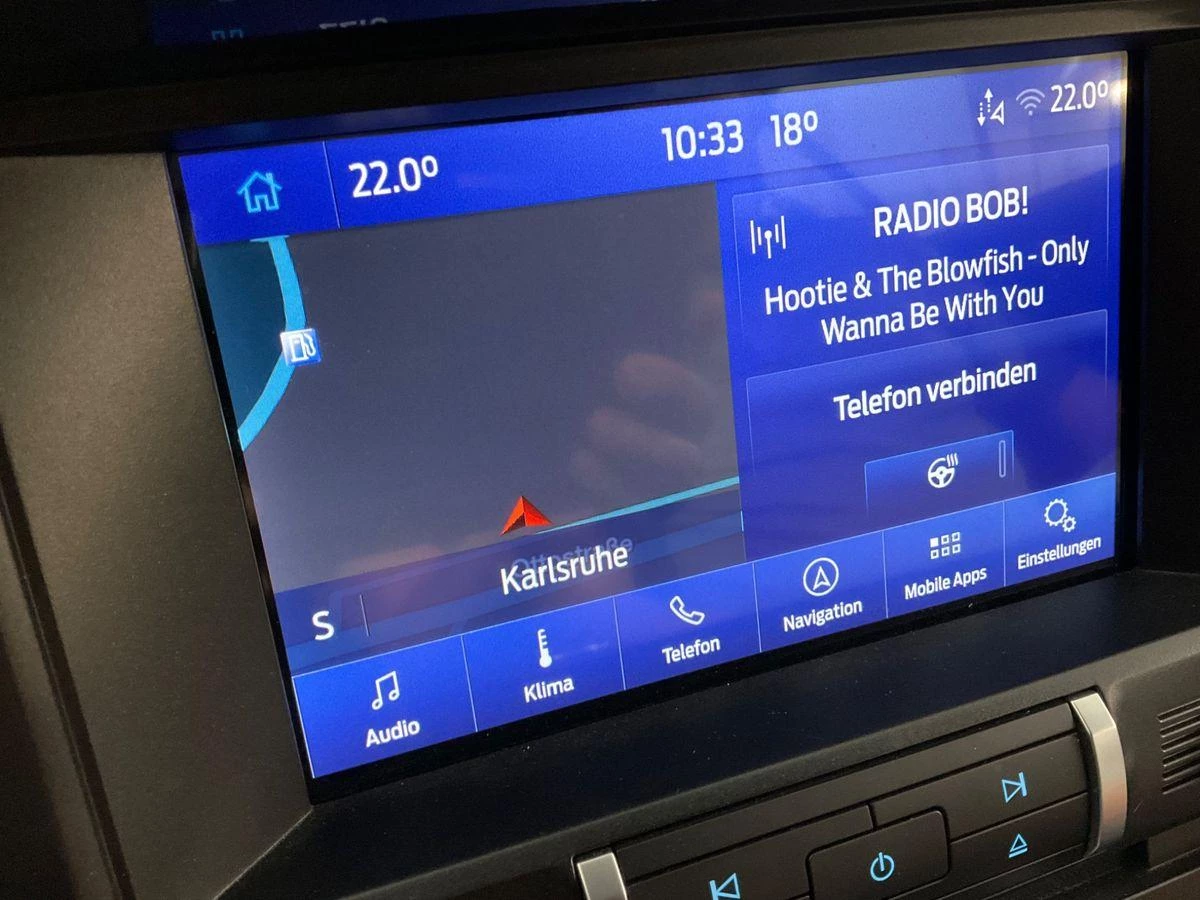 22.0°
10:33 18°
22.0°
RADIO BOB!
Hootie & The Blowfish - Only
Wanna Be With You
Telefon verbinden
Karlsruhe
S
Audio
Klima
Telefon
Navigation
Mobile Apps
Einstellungen